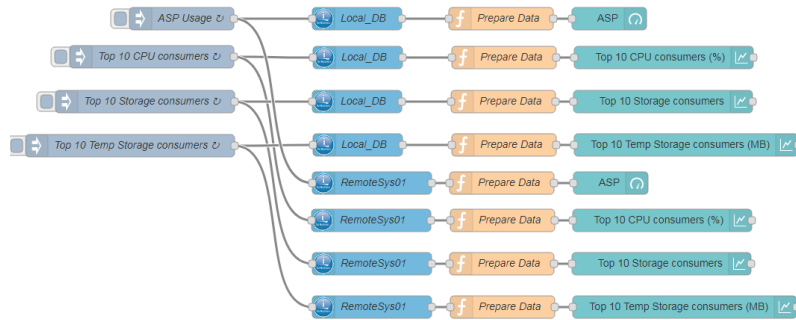 ASP Usage ↻ Local_DB Prepare Data ASP
Top 10 CPU consumers ↻ Local_DB Prepare Data Top 10 CPU consumers (%)
Top 10 Storage consumers ↻ Local_DB Prepare Data Top 10 Storage consumers
Top 10 Temp Storage consumers ↻ Local_DB Prepare Data Top 10 Temp Storage consumers (MB)
RemoteSys01 Prepare Data ASP
RemoteSys01 Prepare Data Top 10 CPU consumers (%)
RemoteSys01 Prepare Data Top 10 Storage consumers
RemoteSys01 Prepare Data Top 10 Temp Storage consumers (MB)